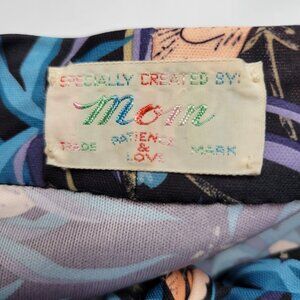 SPECIALLY CREATED BY:
mom
TRADE PATIENCE MARK
&
LOVE